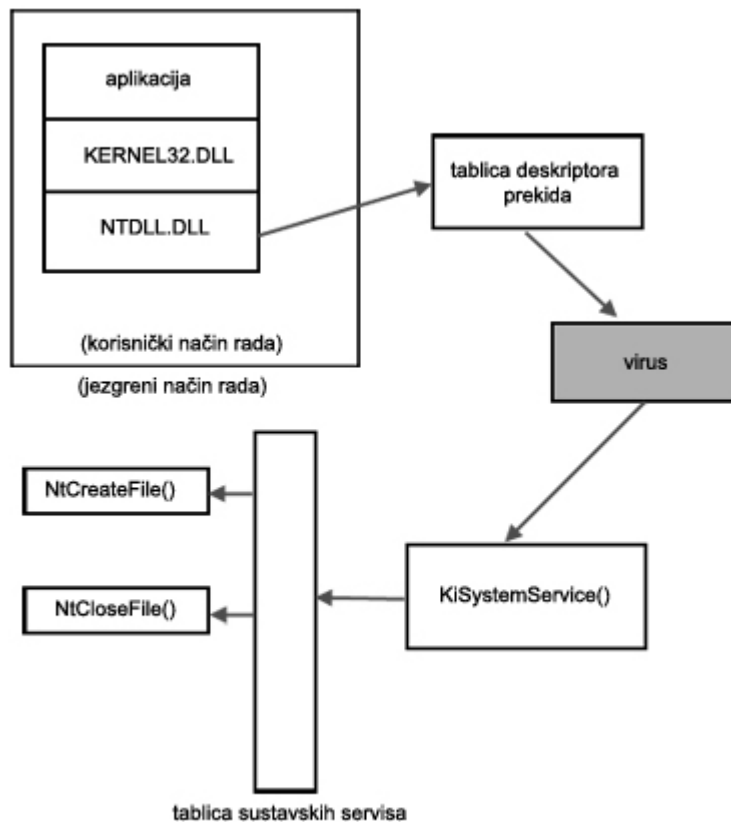 aplikacija
KERNEL32.DLL
NTDLL.DLL
(korisnički način rada)
(jezgreni način rada)
tablica deskriptora
prekida
virus
KiSystemService()
NtCreateFile()
NtCloseFile()
tablica sustavskih servisa